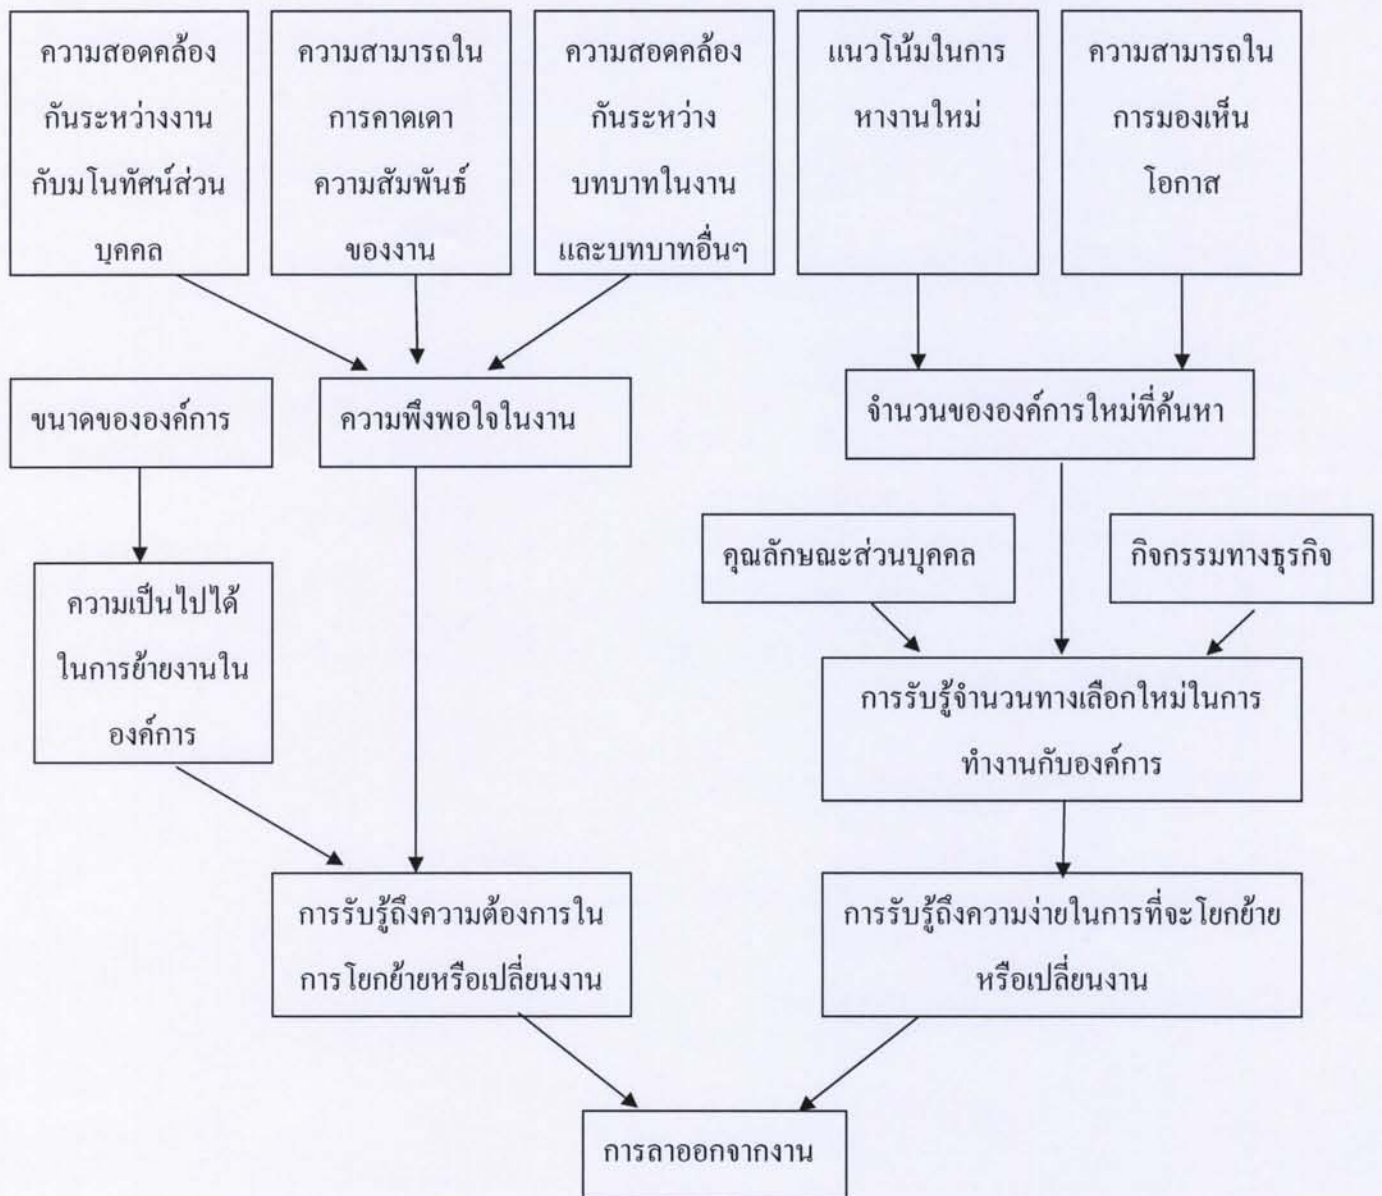 ความสอดคล้อง
กันระหว่างงาน
กับมโนทัศน์ส่วน
บุคคล
ความสามารถใน
การคาดเดา
ความสัมพันธ์
ของงาน
ความสอดคล้อง
กันระหว่าง
บทบาทในงาน
และบทบาทอื่นๆ
แนวโน้มในการ
หางานใหม่
ความสามารถใน
การมองเห็น
โอกาส
ขนาดขององค์การ
ความพึงพอใจในงาน
จำนวนขององค์การใหม่ที่ค้นหา
คุณลักษณะส่วนบุคคล
กิจกรรมทางธุรกิจ
ความเป็นไปได้
ในการย้ายงานใน
องค์การ
การรับรู้จำนวนทางเลือกใหม่ในการ
ทำงานกับองค์การ
การรับรู้ถึงความต้องการใน
การโยกย้ายหรือเปลี่ยนงาน
การรับรู้ถึงความง่ายในการที่จะโยกย้าย
หรือเปลี่ยนงาน
การลาออกจากงาน